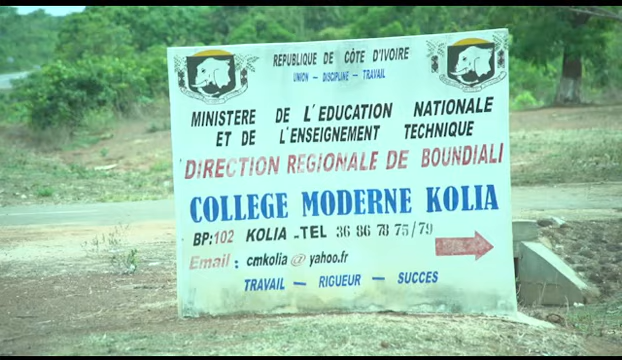 REPUBLIQUE DE CÔTE D'IVOIRE
UNION - DISCIPLINE - TRAVAIL
MINISTERE DE L'EDUCATION NATIONALE
ET DE L'ENSEIGNEMENT TECHNIQUE
DIRECTION REGIONALE DE BOUNDIALI
COLLEGE MODERNE KOLIA
BP:102 KOLIA - TEL 36 86 78 75/79
Email : cmkolia@yahoo.fr
TRAVAIL - RIGUEUR - SUCCES